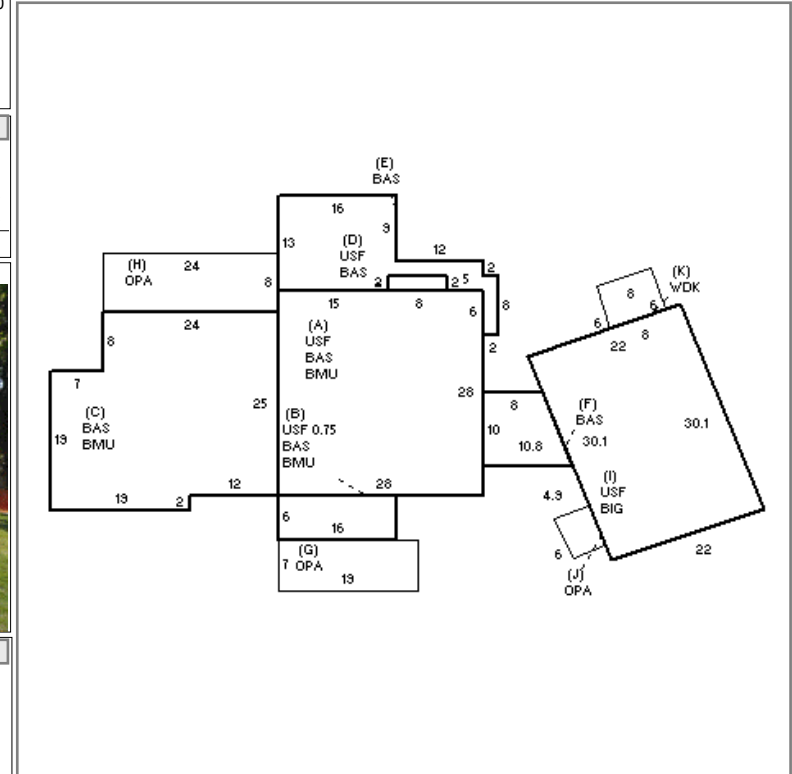 (E)
BAS
16
9
13
(D)
USF
BAS
12
2
2
2 5
8
(H)
OPA
24
8
15
8
6
(K)
WDK
8
6
6
8
22
24
8
(A)
USF
BAS
BMU
2
7
25
28
8
(C)
BAS
BMU
19
(B)
USF 0.75
BAS
BMU
10
10.8
(F)
BAS
30.1
30.1
19
2
12
28
4.9
(I)
USF
BIG
6
16
7
(G)
OPA
19
6
(J)
OPA
22